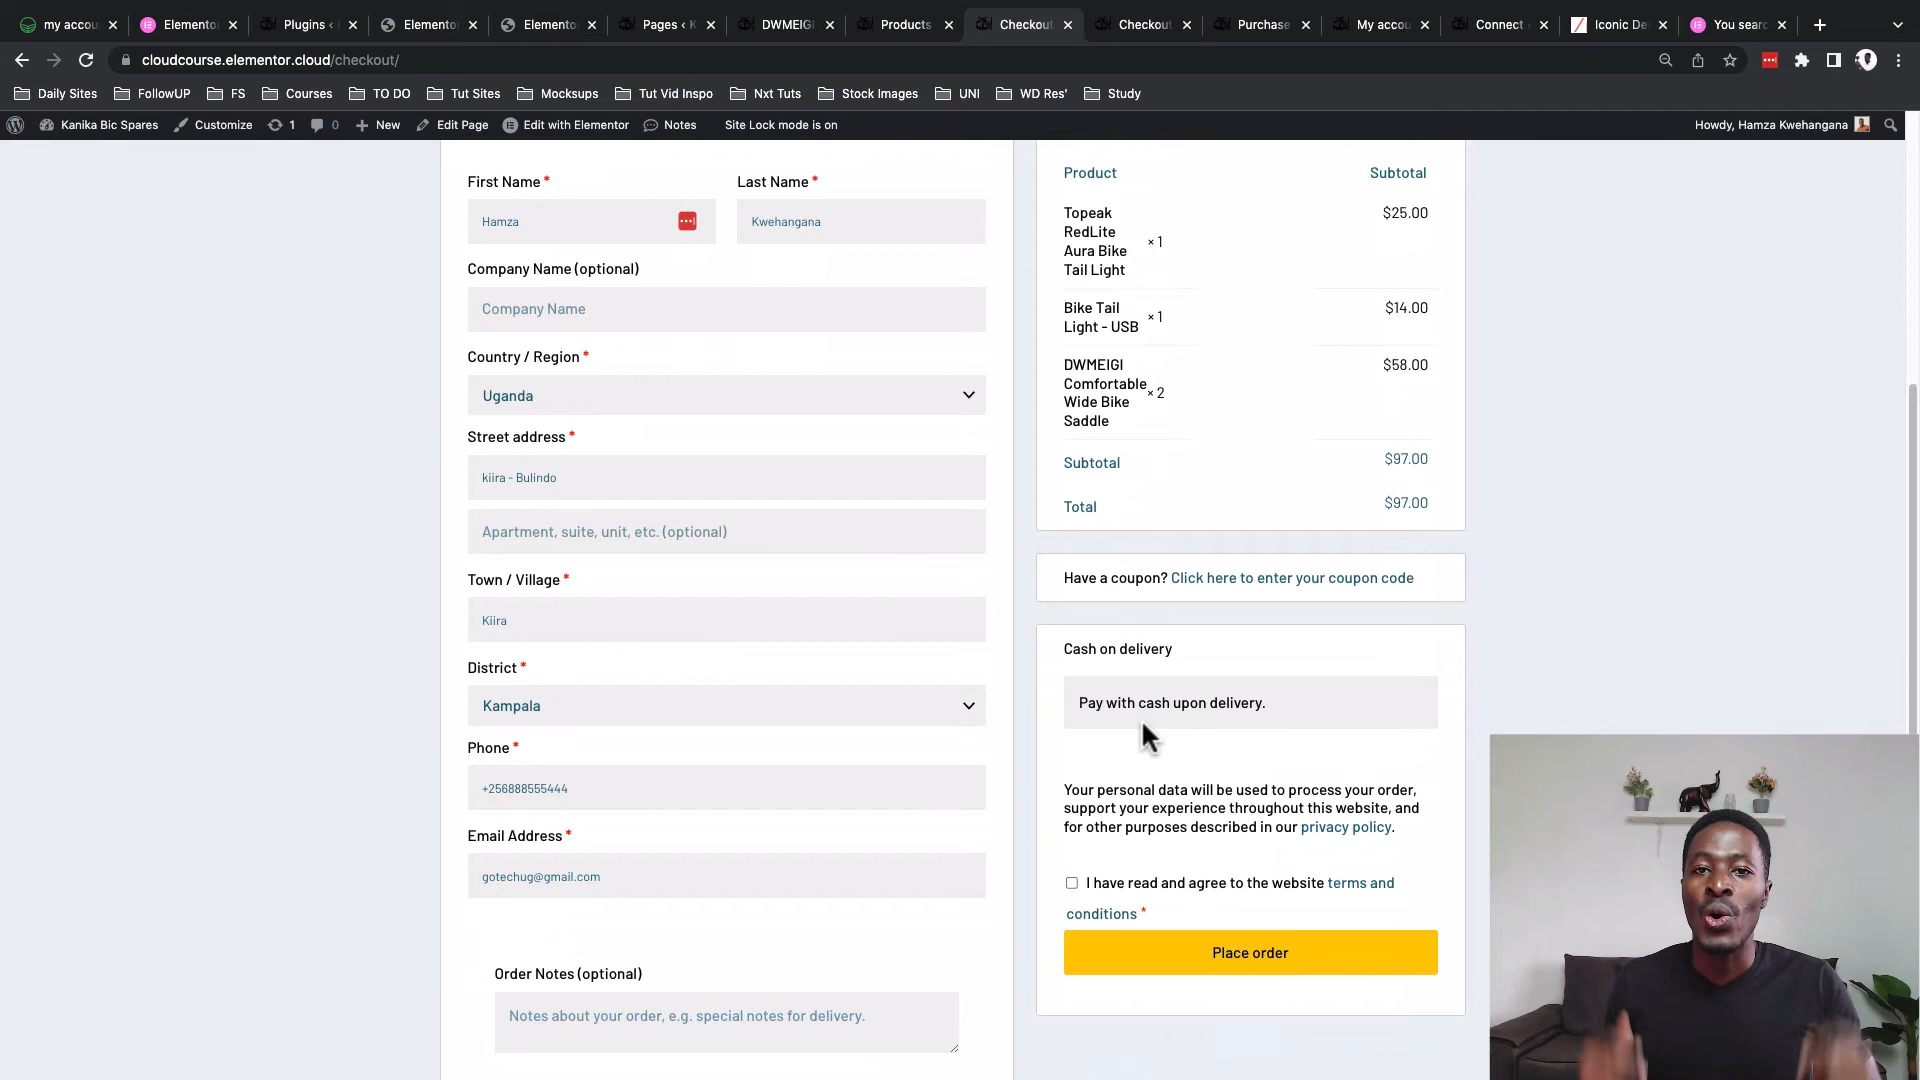 my accou
Elemento
Plugins ‹
Elemento
Elemento
Pages ‹ K
DWMEIGI
Products
Checkout
Checkout
Purchase
My accou
Connect ‹
Iconic De
You searc
cloudcourse.elementor.cloud/checkout/
Daily Sites
FollowUP
FS
Courses
TO DO
Tut Sites
Mocksups
Tut Vid Inspo
Nxt Tuts
Stock Images
UNI
WD Res'
Study
Kanika Bic Spares
Customize
1
0
New
Edit Page
Edit with Elementor
Notes
Site Lock mode is on
Howdy, Hamza Kwehangana
First Name *
Last Name *
Hamza
Kwehangana
Company Name (optional)
Company Name
Country / Region *
Uganda
Street address *
kiira - Bulindo
Apartment, suite, unit, etc. (optional)
Town / Village *
Kiira
District *
Kampala
Phone *
+256888555444
Email Address *
gotechug@gmail.com
Order Notes (optional)
Notes about your order, e.g. special notes for delivery.
Product
Subtotal
Topeak
RedLite
Aura Bike
Tail Light
× 1
$25.00
Bike Tail
Light - USB
× 1
$14.00
DWMEIGI
Comfortable
Wide Bike
Saddle
× 2
$58.00
Subtotal
$97.00
Total
$97.00
Have a coupon? Click here to enter your coupon code
Cash on delivery
Pay with cash upon delivery.
Your personal data will be used to process your order,
support your experience throughout this website, and
for other purposes described in our privacy policy.
I have read and agree to the website terms and
conditions *
Place order